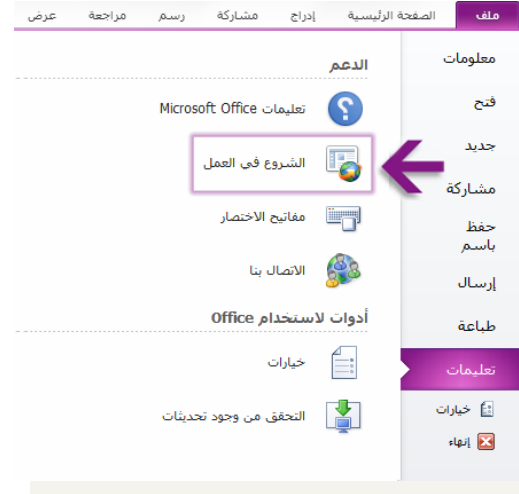 ملف الصفحة الرئيسية إدراج مشاركة رسم مراجعة عرض
معلومات
فتح
جديد
مشاركة
حفظ
باسم
إرسال
طباعة
تعليمات
خيارات
إنهاء
الدعم
تعليمات Microsoft Office
الشروع في العمل
مفاتيح الاختصار
الاتصال بنا
أدوات لاستخدام Office
خيارات
التحقق من وجود تحديثات